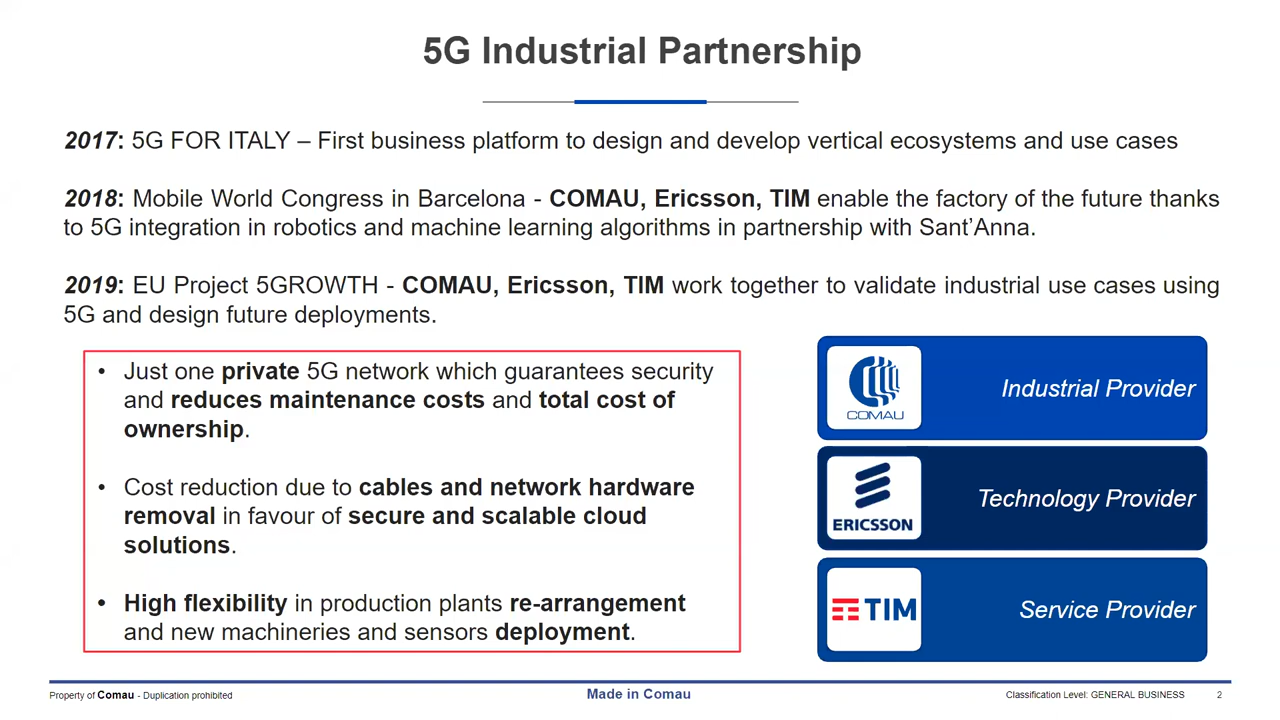 5G Industrial Partnership
2017: 5G FOR ITALY – First business platform to design and develop vertical ecosystems and use cases
2018: Mobile World Congress in Barcelona - COMAU, Ericsson, TIM enable the factory of the future thanks
to 5G integration in robotics and machine learning algorithms in partnership with Sant’Anna.
2019: EU Project 5GROWTH - COMAU, Ericsson, TIM work together to validate industrial use cases using
5G and design future deployments.
• Just one private 5G network which guarantees security
and reduces maintenance costs and total cost of
ownership.
• Cost reduction due to cables and network hardware
removal in favour of secure and scalable cloud
solutions.
• High flexibility in production plants re-arrangement
and new machineries and sensors deployment.
COMAU
Industrial Provider
ERICSSON
Technology Provider
TIM
Service Provider
Property of Comau - Duplication prohibited
Made in Comau
Classification Level: GENERAL BUSINESS
2